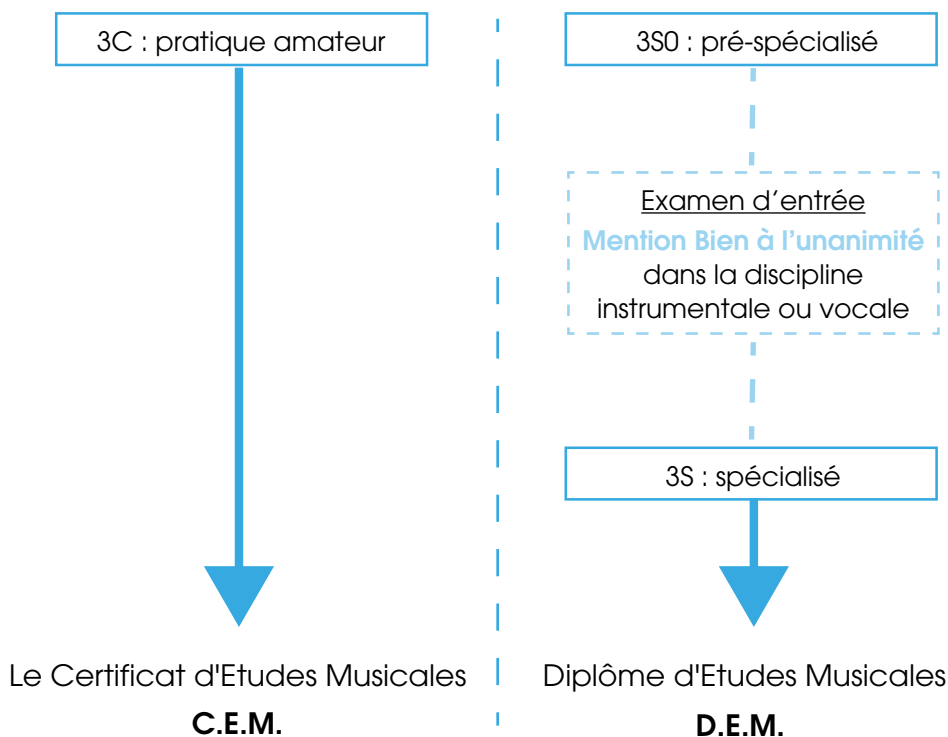 3C : pratique amateur
3S0 : pré-spécialisé
Examen d’entrée
Mention Bien à l’unanimité
dans la discipline
instrumentale ou vocale
3S : spécialisé
Le Certificat d'Etudes Musicales
C.E.M.
Diplôme d'Etudes Musicales
D.E.M.